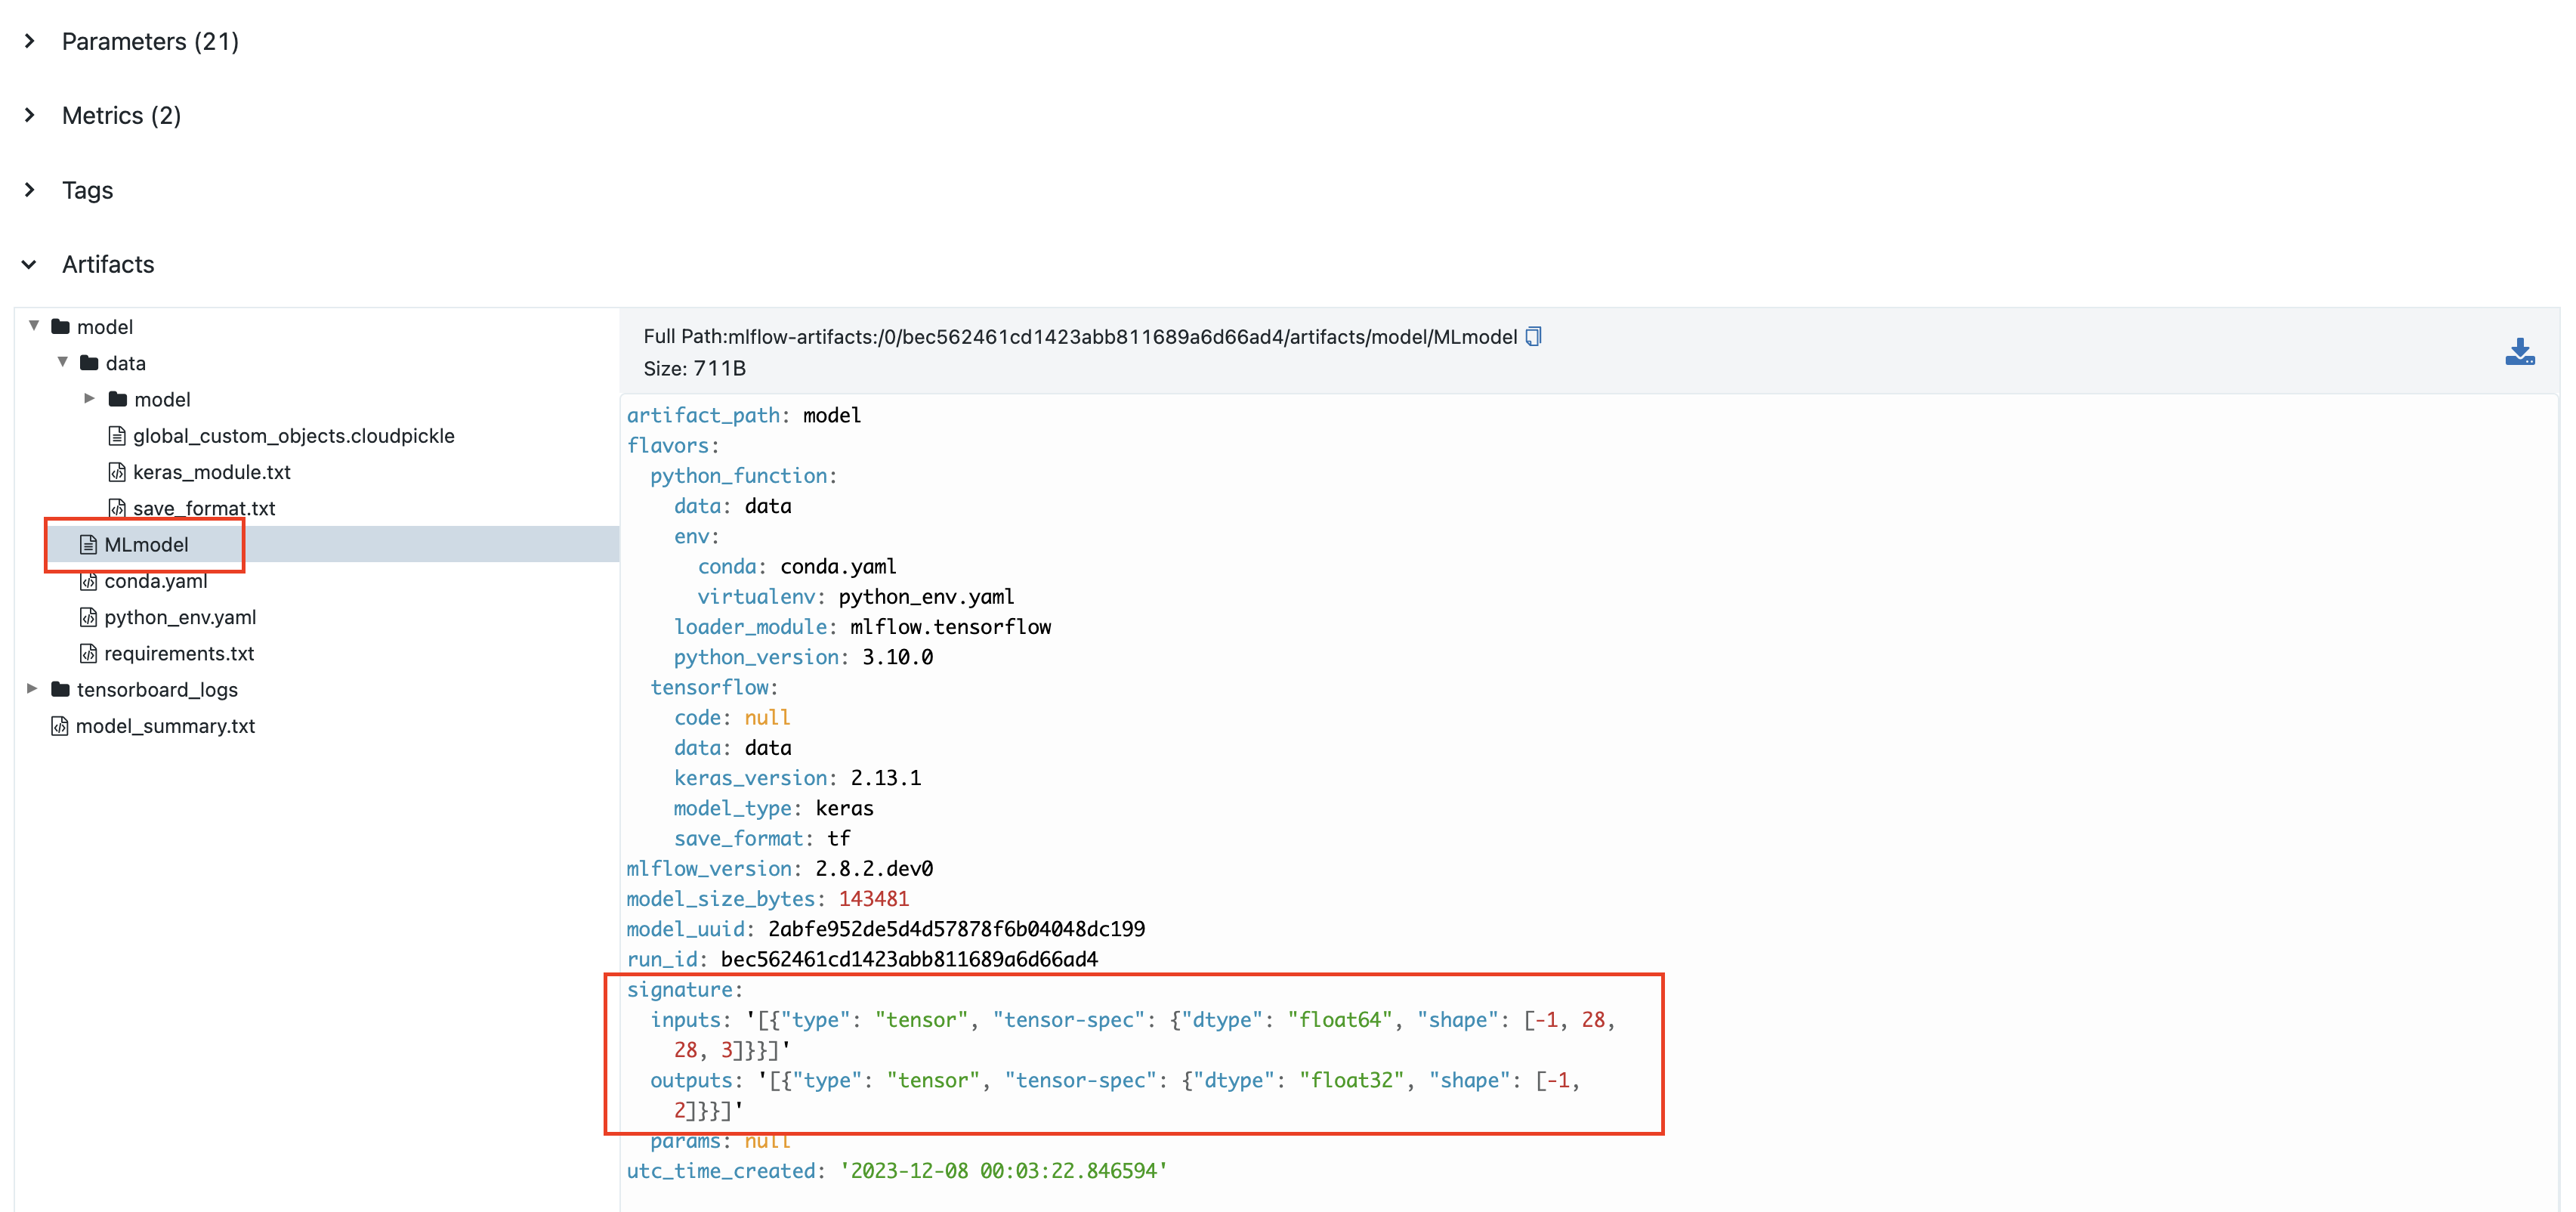 Parameters (21)
Metrics (2)
Tags
Artifacts
model
data
model
global_custom_objects.cloudpickle
keras_module.txt
save_format.txt
MLmodel
conda.yaml
python_env.yaml
requirements.txt
tensorboard_logs
model_summary.txt
Full Path:mlflow-artifacts:/0/bec562461cd1423abb811689a6d66ad4/artifacts/model/MLmodel
Size: 711B
artifact_path: model
flavors:
  python_function:
    data: data
    env:
      conda: conda.yaml
      virtualenv: python_env.yaml
    loader_module: mlflow.tensorflow
    python_version: 3.10.0
  tensorflow:
    code: null
    data: data
    keras_version: 2.13.1
    model_type: keras
    save_format: tf
mlflow_version: 2.8.2.dev0
model_size_bytes: 143481
model_uuid: 2abfe952de5d4d57878f6b04048dc199
run_id: bec562461cd1423abb811689a6d66ad4
signature:
  inputs: '[{"type": "tensor", "tensor-spec": {"dtype": "float64", "shape": [-1, 28,
    28, 3]}}]'
  outputs: '[{"type": "tensor", "tensor-spec": {"dtype": "float32", "shape": [-1,
    2]}}]'
  params: null
utc_time_created: '2023-12-08 00:03:22.846594'